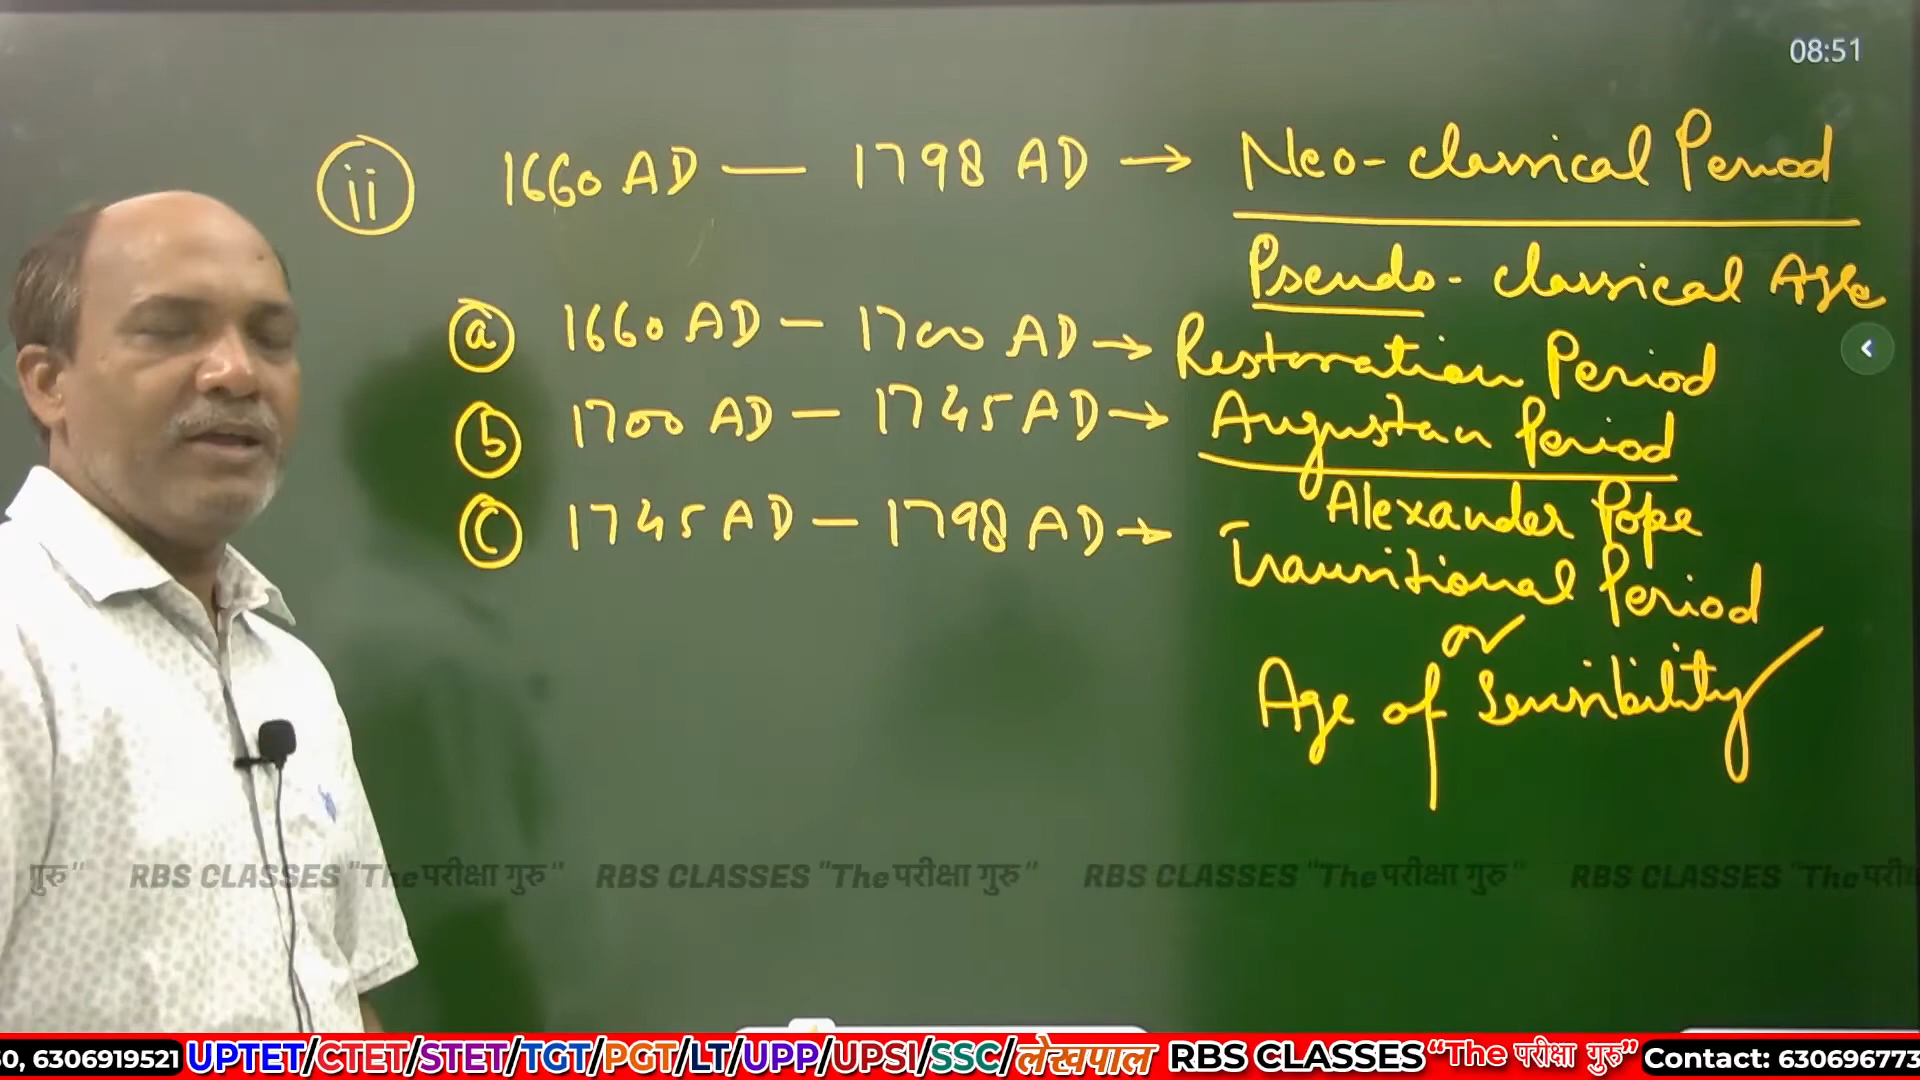 08:51
ii 1660 AD — 1798 AD → Neo-classical Period
Pseudo-classical Age
a 1660 AD — 1700 AD → Restoration Period
b 1700 AD — 1745 AD → Augustan Period
Alexander Pope
c 1745 AD — 1798 AD → Transitional Period
or
Age of Sensibility
गुरु" RBS CLASSES "The परीक्षा गुरु" RBS CLASSES "The परीक्षा गुरु" RBS CLASSES "The परीक्षा गुरु" RBS CLASSES "The
0, 6306919521 UPTET/CTET/STET/TGT/PGT/LT/UPP/UPSI/SSC/लेखपाल RBS CLASSES "The परीक्षा गुरु" Contact: 630696773